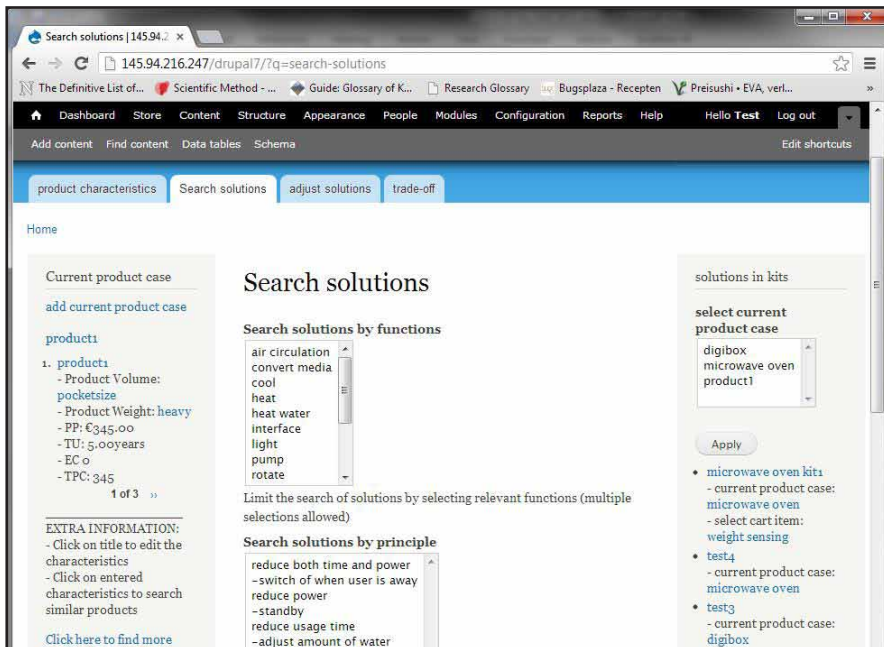 Search solutions | 145.94.2
145.94.216.247/drupal7/?q=search-solutions
The Definitive List of... Scientific Method - ... Guide: Glossary of K... Research Glossary Bugsplaza - Recepten Preisushi • EVA, verl... »
Dashboard Store Content Structure Appearance People Modules Configuration Reports Help Hello Test Log out
Add content Find content Data tables Schema Edit shortcuts
product characteristics Search solutions adjust solutions trade-off
Home
Current product case
add current product case
product1
1. product1
- Product Volume:
pocketsize
- Product Weight: heavy
- PP: €345.00
- TU: 5.00years
- EC 0
- TPC: 345
1 of 3 ››
EXTRA INFORMATION:
- Click on title to edit the
characteristics
- Click on entered
characteristics to search
similar products
Click here to find more
Search solutions
Search solutions by functions
air circulation
convert media
cool
heat
heat water
interface
light
pump
rotate
Limit the search of solutions by selecting relevant functions (multiple
selections allowed)
Search solutions by principle
reduce both time and power
-switch of when user is away
reduce power
-standby
reduce usage time
-adjust amount of water
solutions in kits
select current
product case
digibox
microwave oven
product1
Apply
• microwave oven kit1
- current product case:
microwave oven
- select cart item:
weight sensing
• test4
- current product case:
microwave oven
• test3
- current product case:
digibox